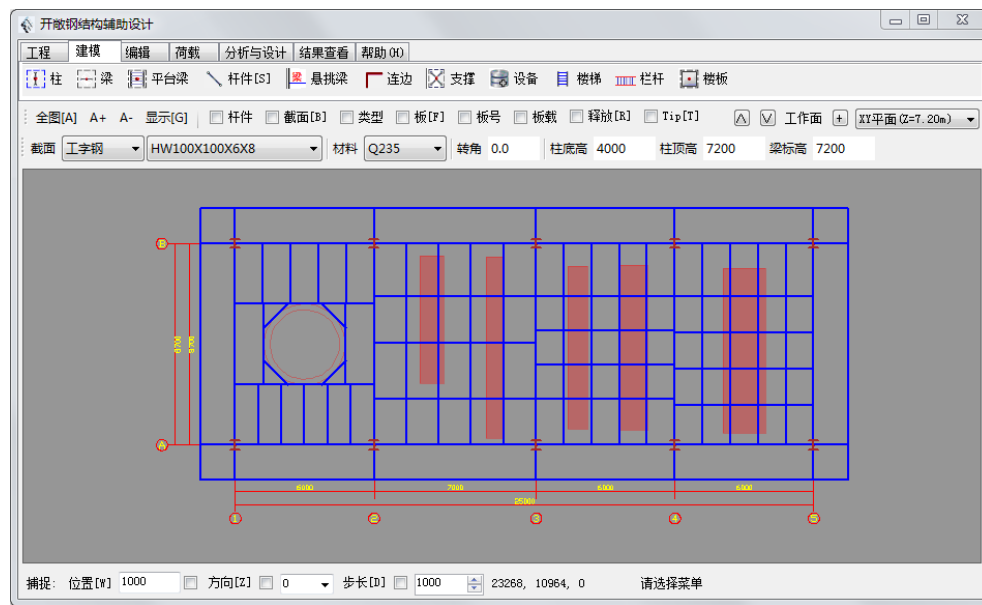 开敞钢结构辅助设计
工程 建模 编辑 荷载 分析与设计 结果查看 帮助(H)
柱 梁 平台梁 杆件[S] 梁 悬挑梁 连边 支撑 设备 楼梯 栏杆 楼板
全图[A] A+ A- 显示[G] 杆件 截面[B] 类型 板[F] 板号 板载 释放[R] Tip[T] 工作面 + XY平面(Z=7.20m)
截面 工字钢 HW100X100X6X8 材料 Q235 转角 0.0 柱底高 4000 柱顶高 7200 梁标高 7200
B
8700 8700
A
6000 7000 6000 6000
25000
1 2 3 4 5
捕捉: 位置[W] 1000 方向[Z] 0 步长[D] 1000 23268, 10964, 0 请选择菜单